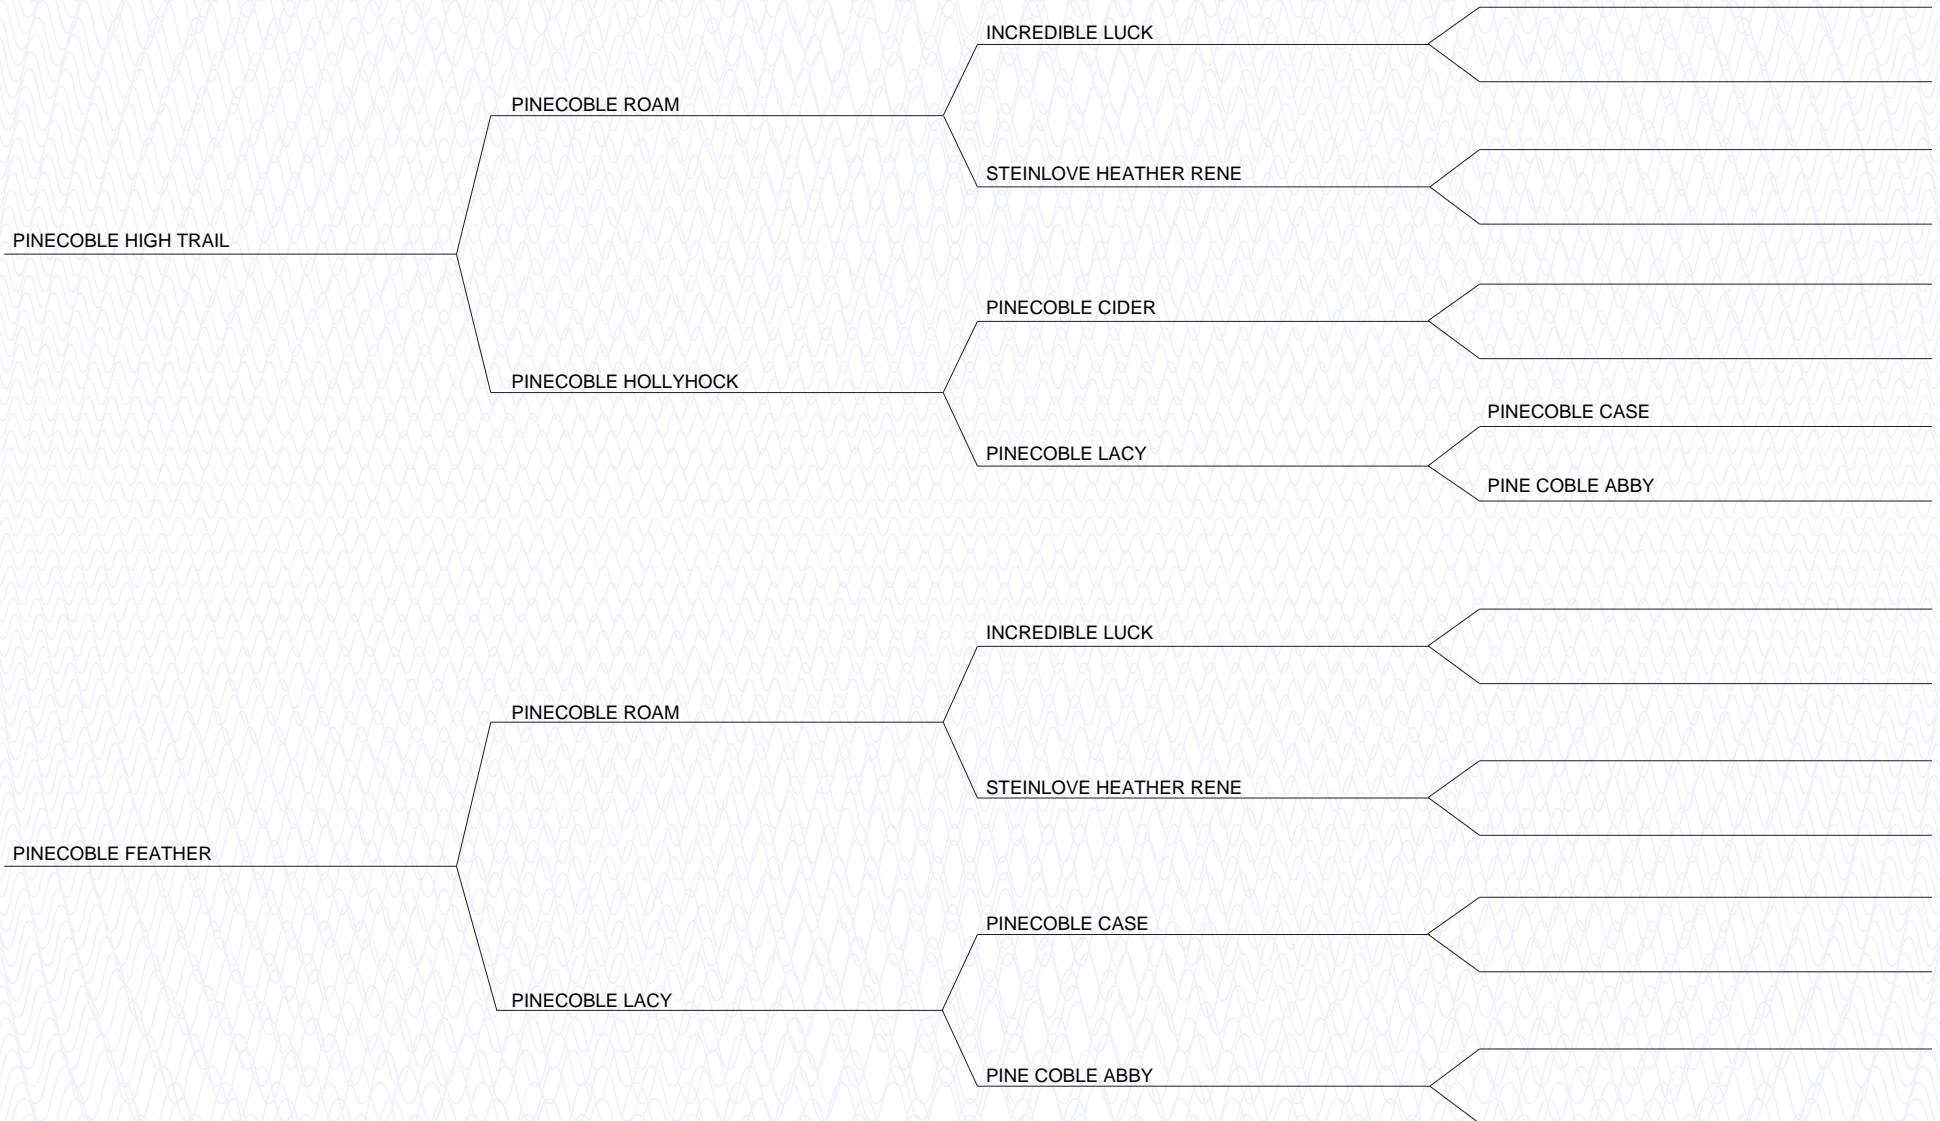 INCREDIBLE LUCK
PINECOBLE ROAM
STEINLOVE HEATHER RENE
PINECOBLE HIGH TRAIL
PINECOBLE CIDER
PINECOBLE HOLLYHOCK
PINECOBLE CASE
PINECOBLE LACY
PINE COBLE ABBY
INCREDIBLE LUCK
PINECOBLE ROAM
STEINLOVE HEATHER RENE
PINECOBLE FEATHER
PINECOBLE CASE
PINECOBLE LACY
PINE COBLE ABBY